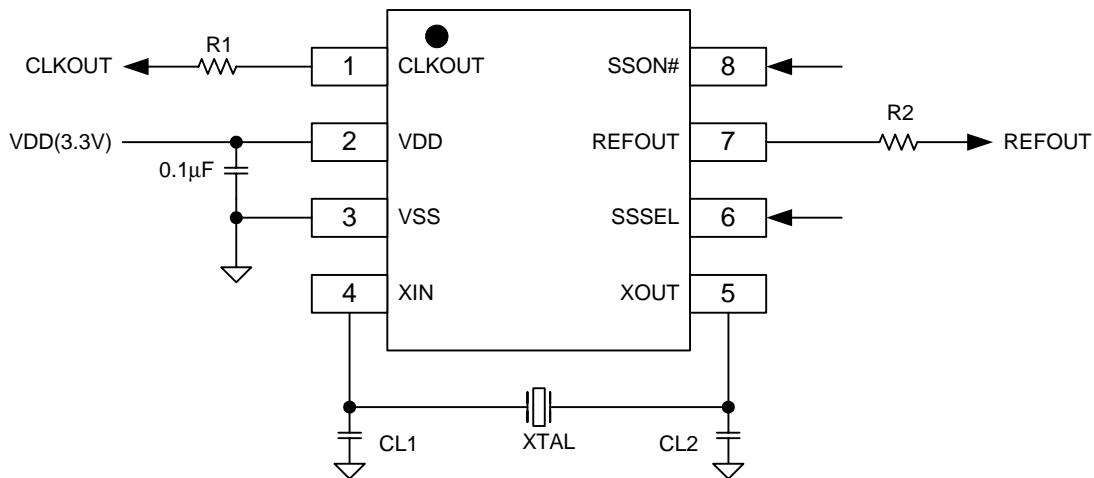 CLKOUT
R1
1
CLKOUT
SSON#
8
VDD(3.3V)
2
VDD
REFOUT
7
R2
REFOUT
0.1μF
3
VSS
SSSEL
6
4
XIN
XOUT
5
CL1
XTAL
CL2